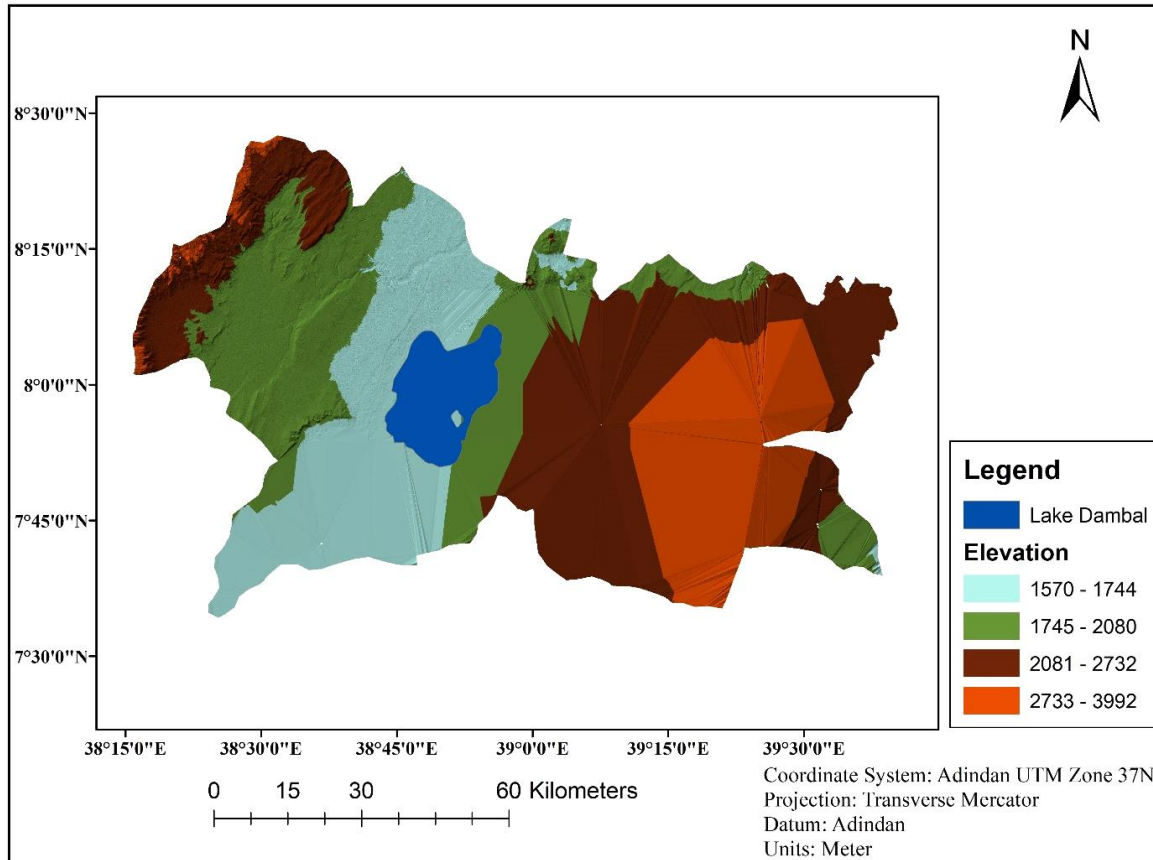 N
8°30'0"N
8°15'0"N
8°0'0"N
7°45'0"N
7°30'0"N
38°15'0"E 38°30'0"E 38°45'0"E 39°0'0"E 39°15'0"E 39°30'0"E
Legend
Lake Dambal
Elevation
1570 - 1744
1745 - 2080
2081 - 2732
2733 - 3992
0 15 30 60 Kilometers
Coordinate System: Adindan UTM Zone 37N
Projection: Transverse Mercator
Datum: Adindan
Units: Meter